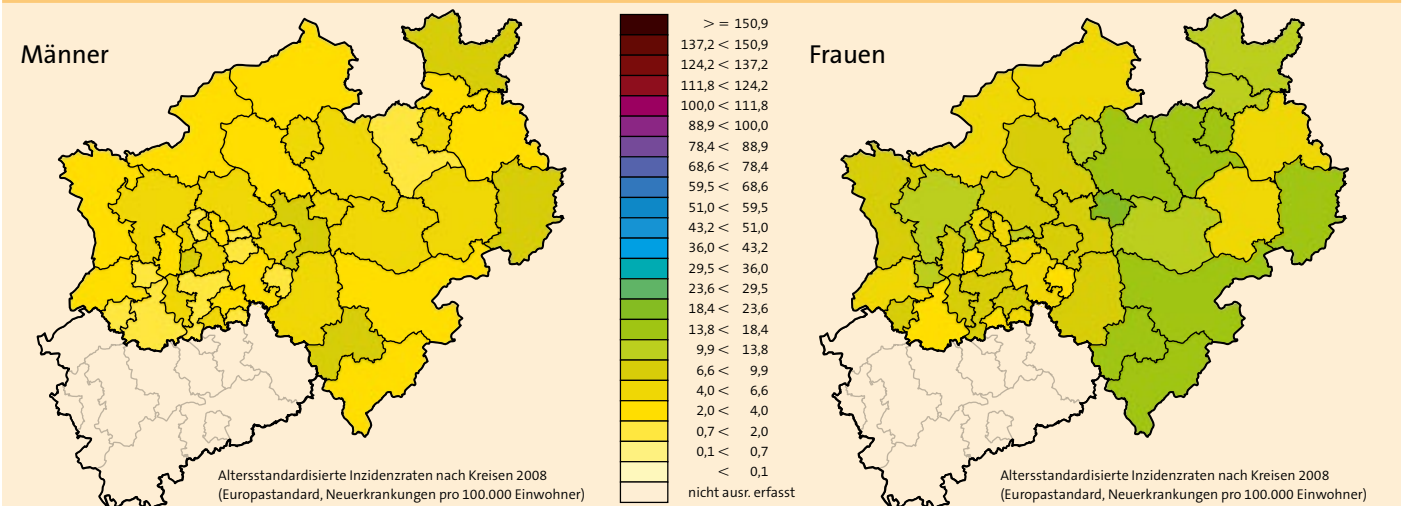 Männer
> = 150,9
137,2 < 150,9
124,2 < 137,2
111,8 < 124,2
100,0 < 111,8
88,9 < 100,0
78,4 < 88,9
68,6 < 78,4
59,5 < 68,6
51,0 < 59,5
43,2 < 51,0
36,0 < 43,2
29,5 < 36,0
23,6 < 29,5
18,4 < 23,6
13,8 < 18,4
9,9 < 13,8
6,6 < 9,9
4,0 < 6,6
2,0 < 4,0
0,7 < 2,0
0,1 < 0,7
< 0,1
nicht ausr. erfasst
Altersstandardisierte Inzidenzraten nach Kreisen 2008
(Europastandard, Neuerkrankungen pro 100.000 Einwohner)
Frauen
Altersstandardisierte Inzidenzraten nach Kreisen 2008
(Europastandard, Neuerkrankungen pro 100.000 Einwohner)